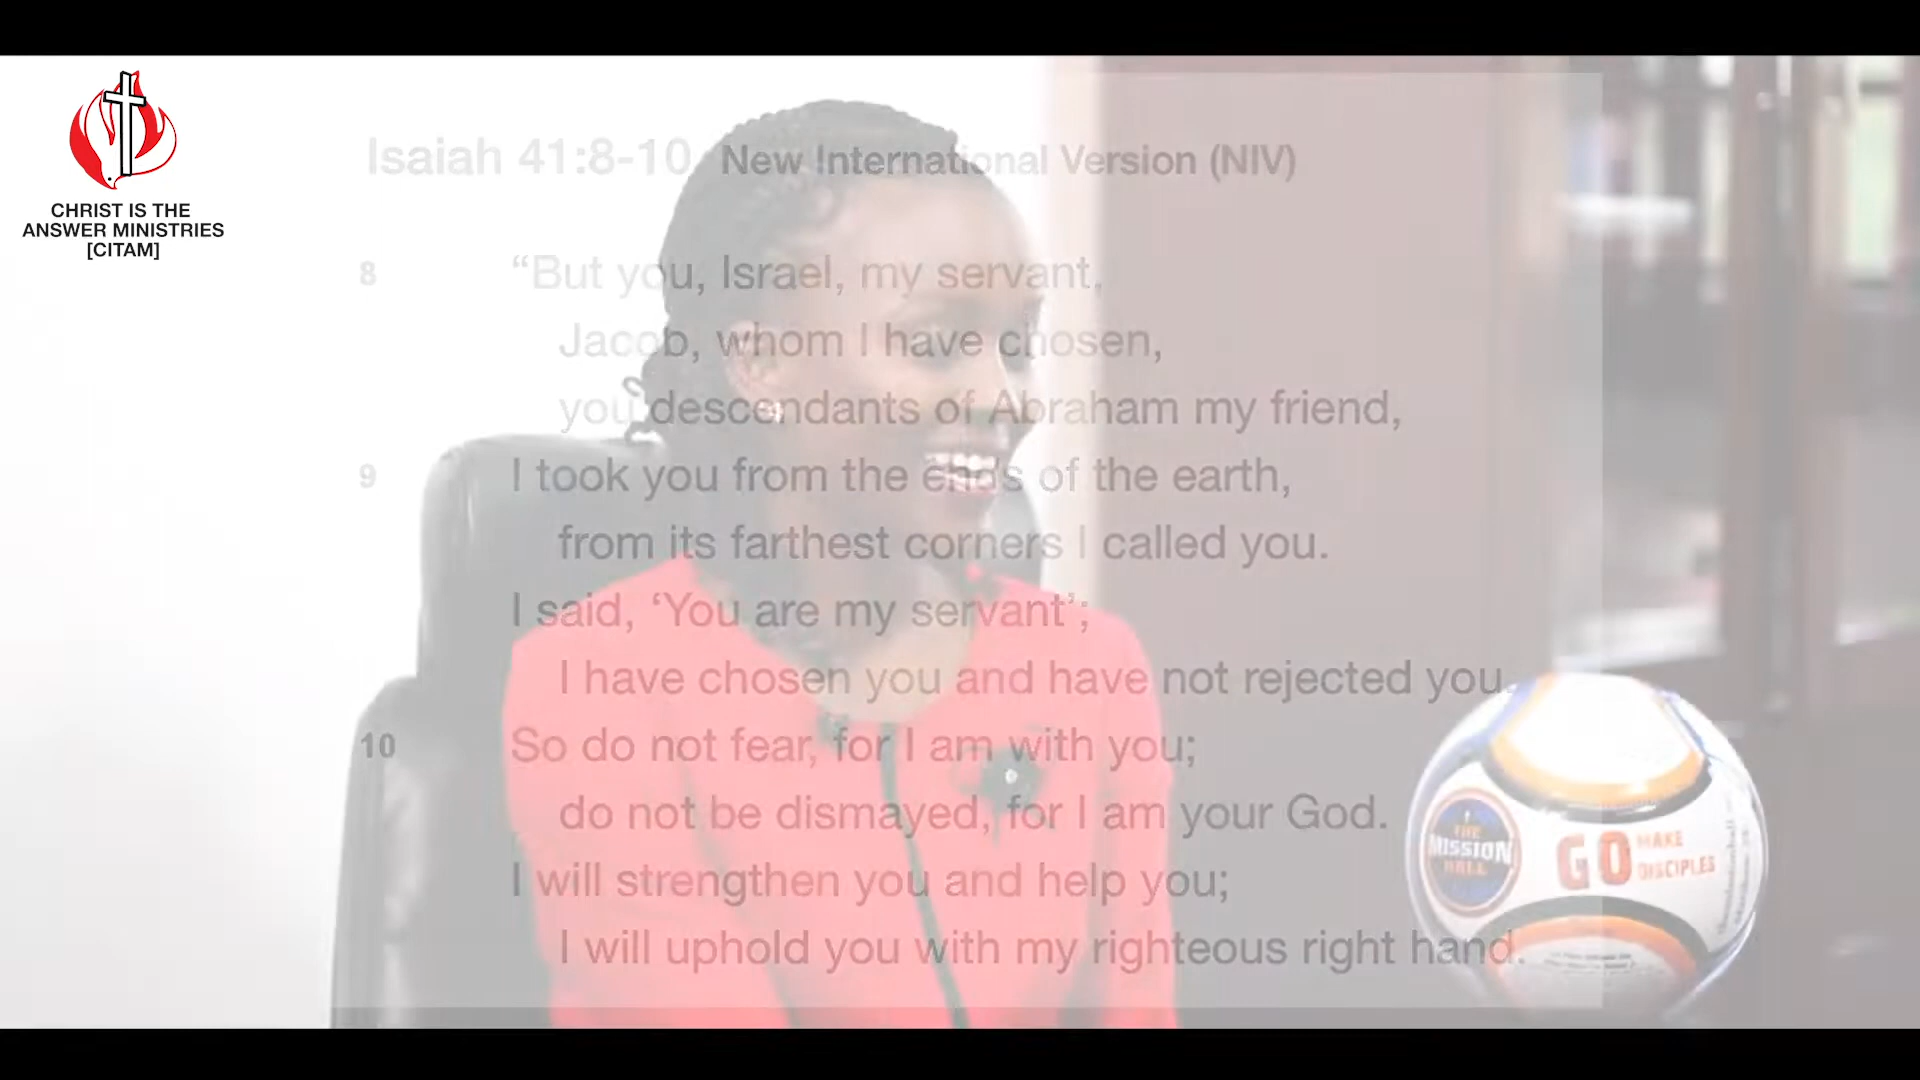 CHRIST IS THE
ANSWER MINISTRIES
[CITAM]
Isaiah 41:8-10 New International Version (NIV)
8 “But you, Israel, my servant,
Jacob, whom I have chosen,
you descendants of Abraham my friend,
9 I took you from the ends of the earth,
from its farthest corners I called you.
I said, ‘You are my servant’;
I have chosen you and have not rejected you.
10 So do not fear, for I am with you;
do not be dismayed, for I am your God.
I will strengthen you and help you;
I will uphold you with my righteous right hand.
THE
MISSION
HALL
GO MAKE
DISCIPLES